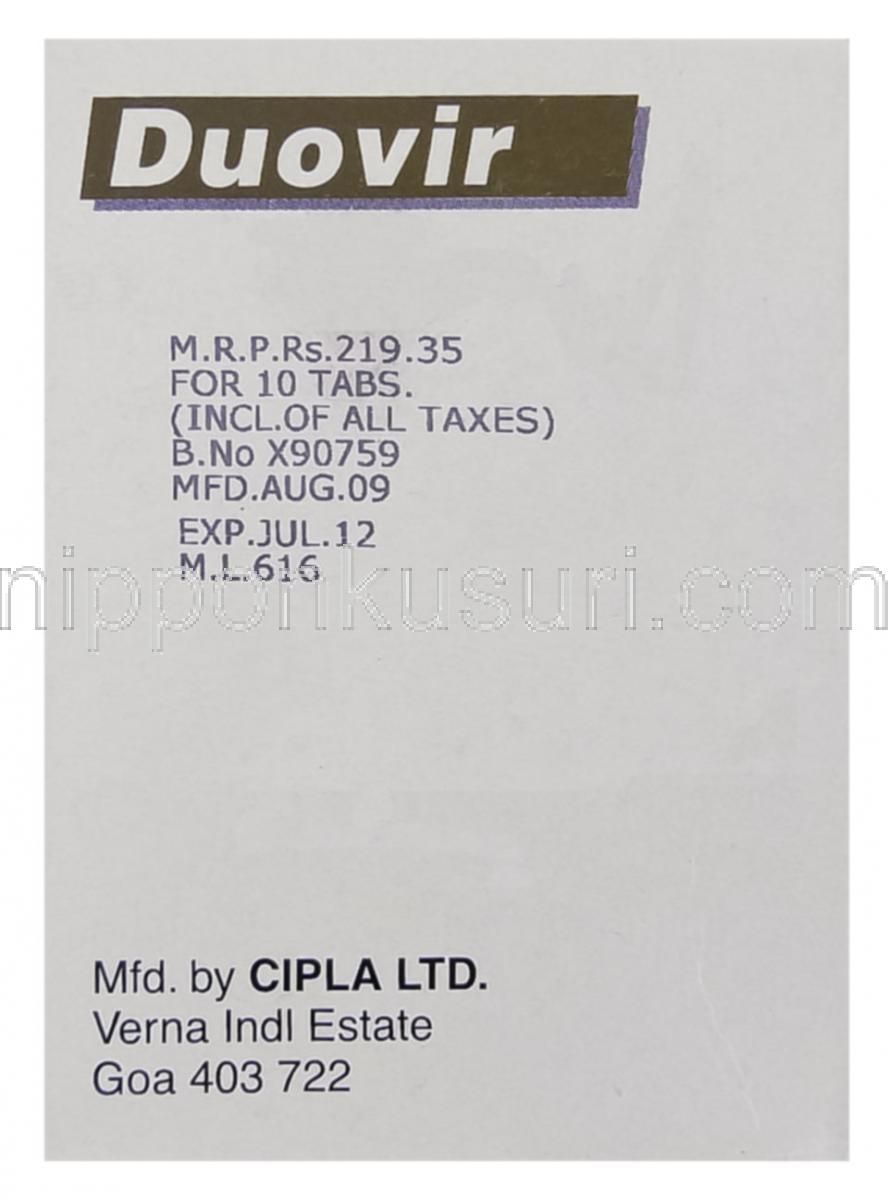 Duovir
M.R.P.Rs.219.35
FOR 10 TABS.
(INCL.OF ALL TAXES)
B.No X90759
MFD.AUG.09
EXP.JUL.12
M.L.616
nipponkusuri.com
Mfd. by CIPLA LTD.
Verna Indl Estate
Goa 403 722